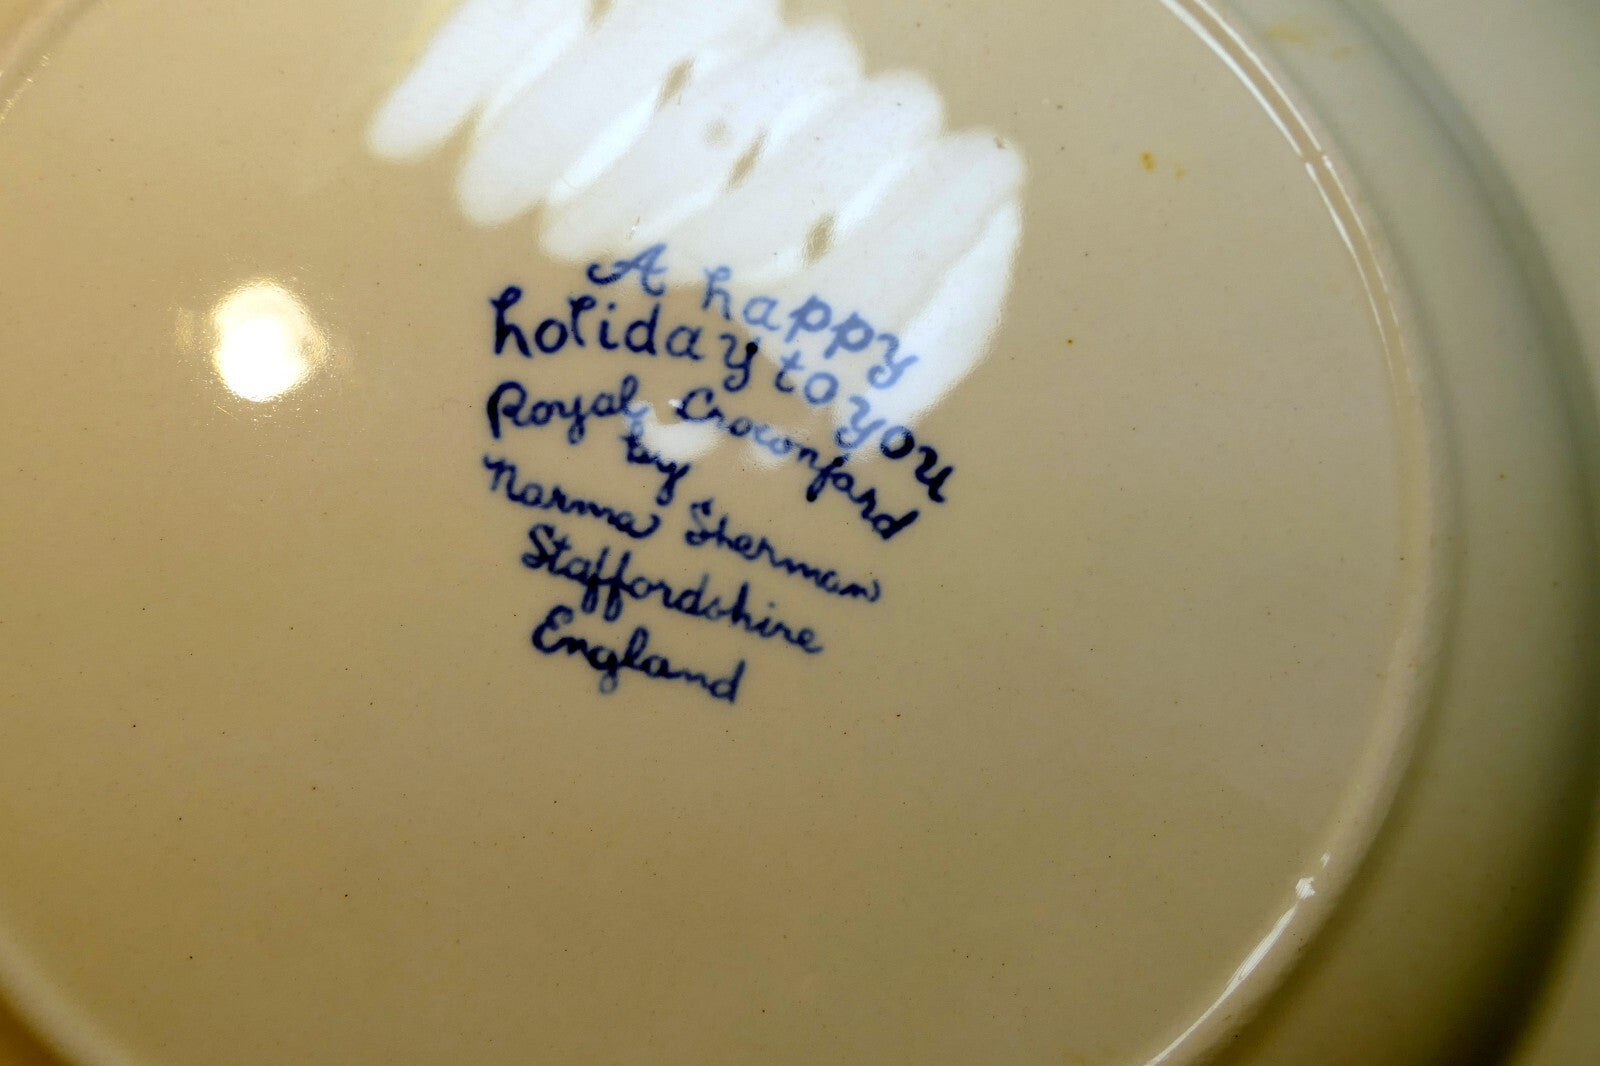 A happy
holiday to you
Royal Crownford
by
Norma Sherman
Staffordshire
England